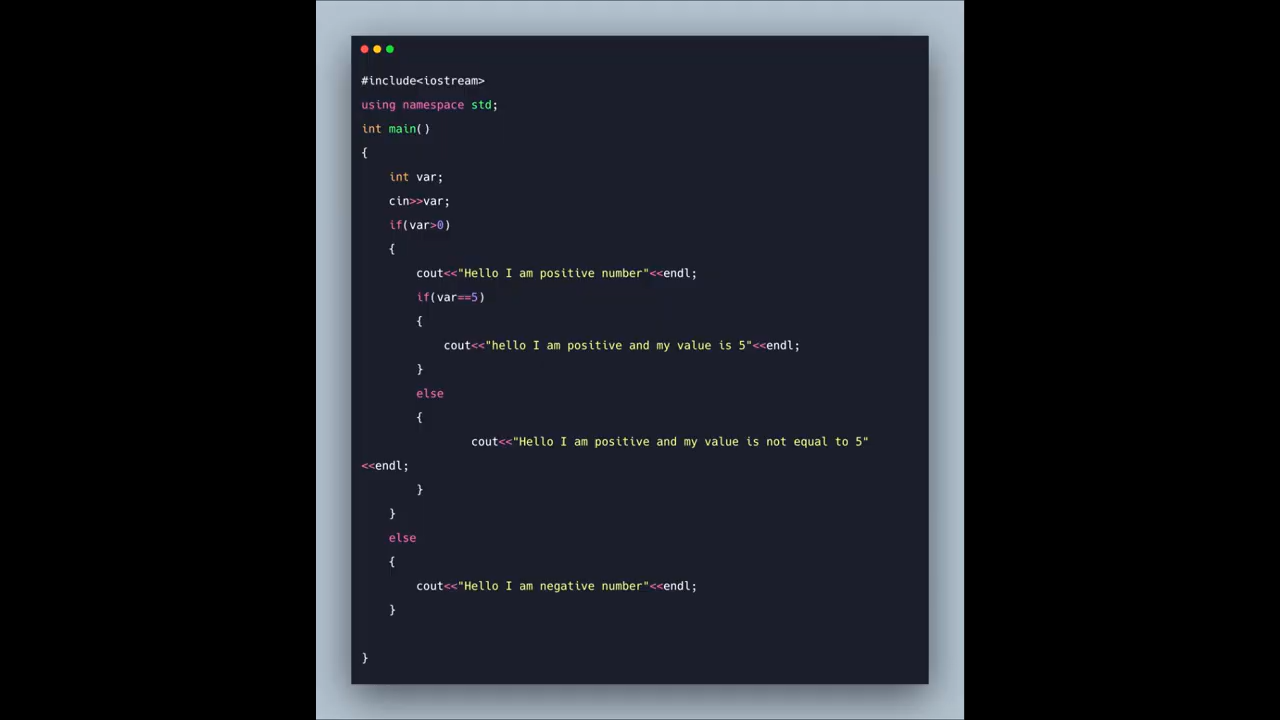 #include<iostream>
using namespace std;
int main()
{
    int var;
    cin>>var;
    if(var>0)
    {
        cout<<"Hello I am positive number"<<endl;
        if(var==5)
        {
            cout<<"hello I am positive and my value is 5"<<endl;
        }
        else
        {
                cout<<"Hello I am positive and my value is not equal to 5"
<<endl;
        }
    }
    else
    {
        cout<<"Hello I am negative number"<<endl;
    }

}